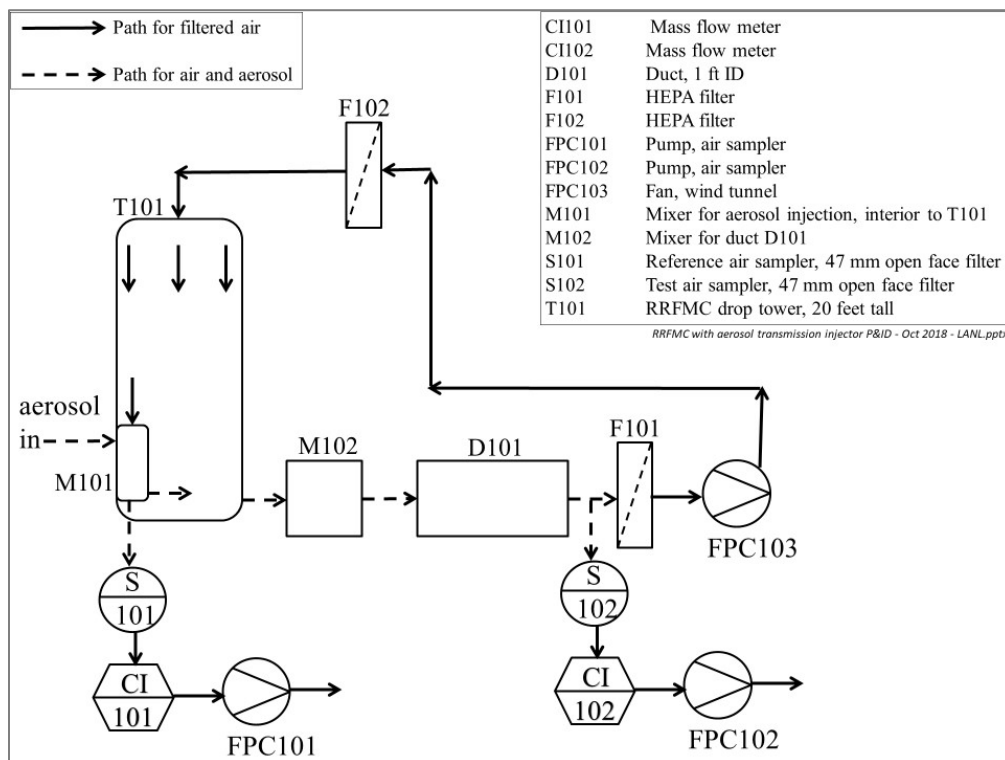 Path for filtered air
Path for air and aerosol
CI101 Mass flow meter
CI102 Mass flow meter
D101 Duct, 1 ft ID
F101 HEPA filter
F102 HEPA filter
FPC101 Pump, air sampler
FPC102 Pump, air sampler
FPC103 Fan, wind tunnel
M101 Mixer for aerosol injection, interior to T101
M102 Mixer for duct D101
S101 Reference air sampler, 47 mm open face filter
S102 Test air sampler, 47 mm open face filter
T101 RRFMC drop tower, 20 feet tall
RRFMC with aerosol transmission injector P&ID - Oct 2018 - LANL.pptx
F102
T101
aerosol
in
M101
M102
D101
F101
FPC103
S
101
S
102
CI
101
CI
102
FPC101
FPC102